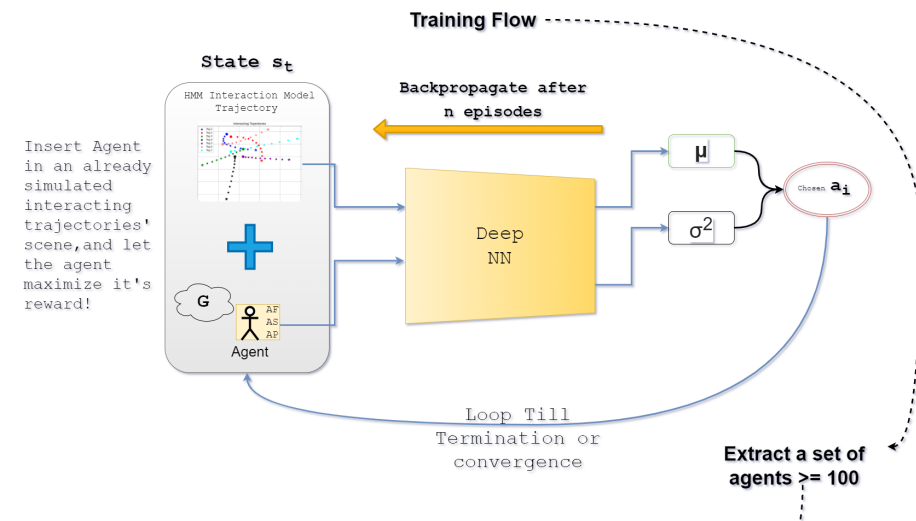 Training Flow
State st
HMM Interaction Model
Trajectory
Backpropagate after
n episodes
Insert Agent
in an already
simulated
interacting
trajectories'
scene,and let
the agent
maximize it's
reward!
G
AF
AS
AP
Agent
Deep
NN
μ
σ2
Chosen ai
Loop Till
Termination or
convergence
Extract a set of
agents >= 100